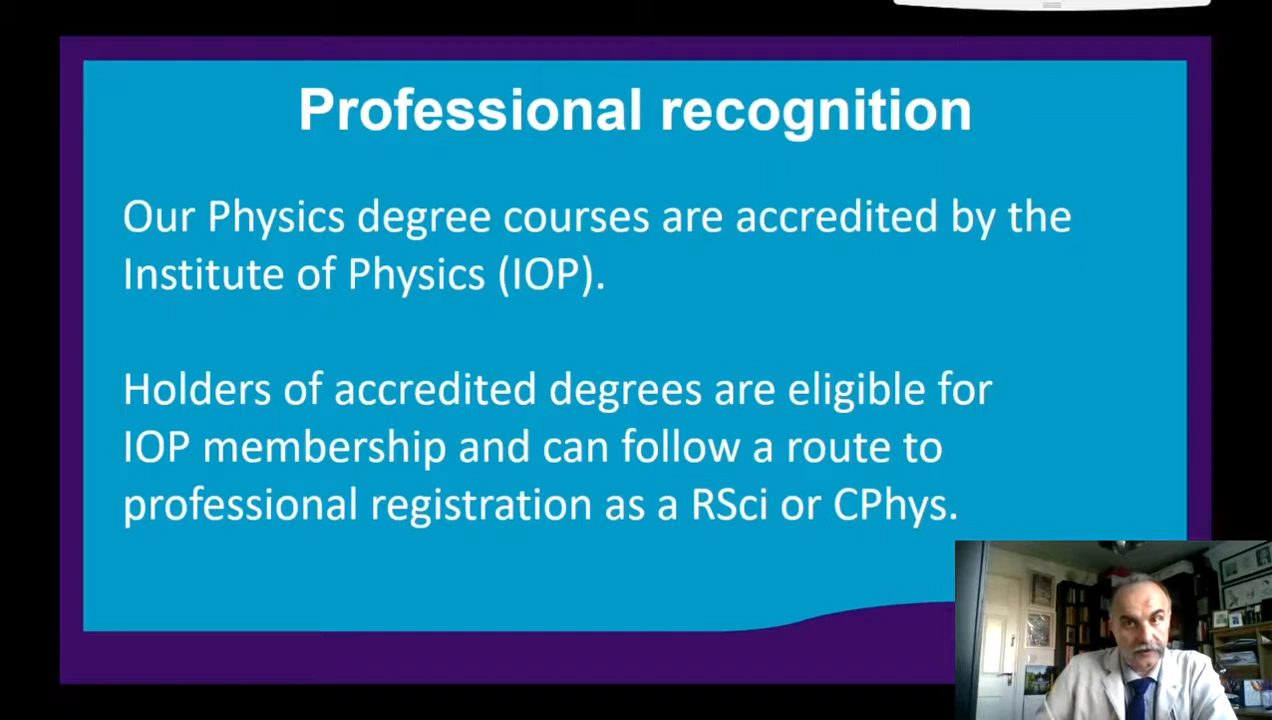 Professional recognition
Our Physics degree courses are accredited by the
Institute of Physics (IOP).
Holders of accredited degrees are eligible for
IOP membership and can follow a route to
professional registration as a RSci or CPhys.